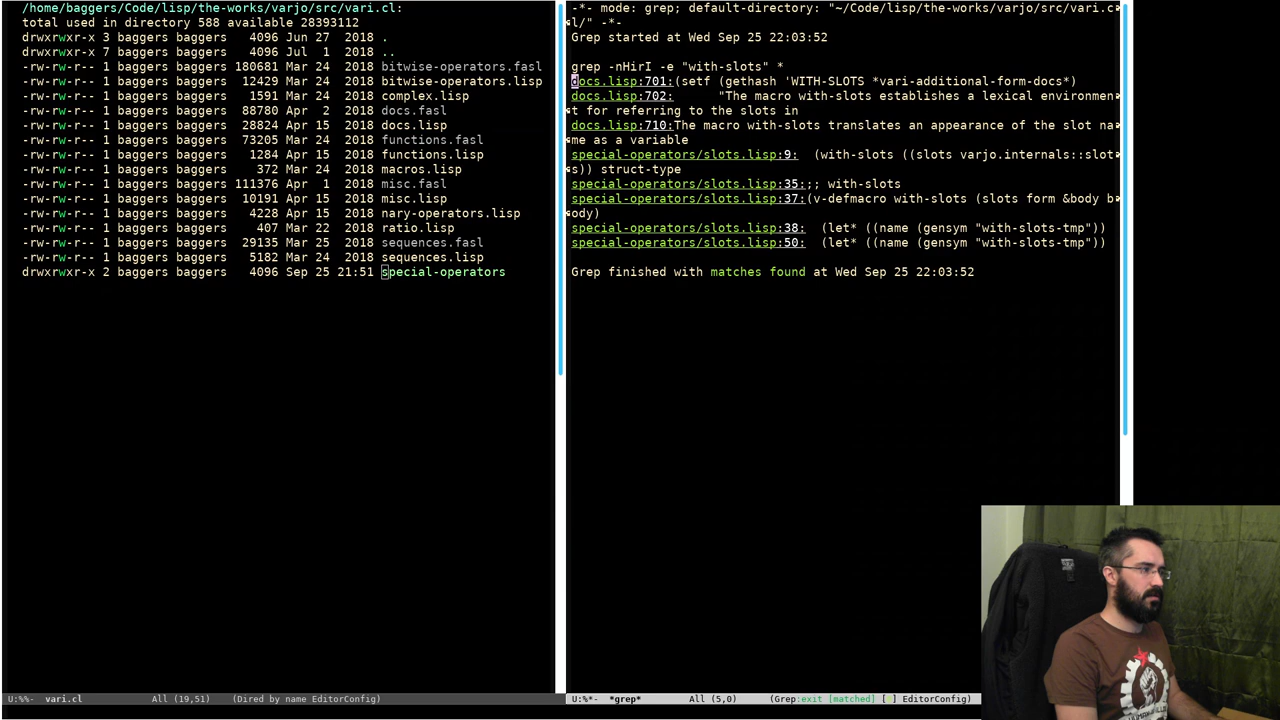 /home/baggers/Code/lisp/the-works/varjo/src/vari.cl:
total used in directory 588 available 28393112
drwxrwxr-x 3 baggers baggers   4096 Jun 27  2018 .
drwxrwxr-x 7 baggers baggers   4096 Jul  1  2018 ..
-rw-rw-r-- 1 baggers baggers 180681 Mar 24  2018 bitwise-operators.fasl
-rw-rw-r-- 1 baggers baggers  12429 Mar 24  2018 bitwise-operators.lisp
-rw-rw-r-- 1 baggers baggers   1591 Mar 24  2018 complex.lisp
-rw-rw-r-- 1 baggers baggers  88780 Apr  2  2018 docs.fasl
-rw-rw-r-- 1 baggers baggers  28824 Apr 15  2018 docs.lisp
-rw-rw-r-- 1 baggers baggers  73205 Mar 24  2018 functions.fasl
-rw-rw-r-- 1 baggers baggers   1284 Apr 15  2018 functions.lisp
-rw-rw-r-- 1 baggers baggers    372 Mar 24  2018 macros.lisp
-rw-rw-r-- 1 baggers baggers 111376 Apr  1  2018 misc.fasl
-rw-rw-r-- 1 baggers baggers  10191 Apr 15  2018 misc.lisp
-rw-rw-r-- 1 baggers baggers   4228 Apr 15  2018 nary-operators.lisp
-rw-rw-r-- 1 baggers baggers    407 Mar 22  2018 ratio.lisp
-rw-rw-r-- 1 baggers baggers  29135 Mar 25  2018 sequences.fasl
-rw-rw-r-- 1 baggers baggers   5182 Mar 24  2018 sequences.lisp
drwxrwxr-x 2 baggers baggers   4096 Sep 25 21:51 special-operators
U:%%-  vari.cl         All (19,51)   (Dired by name EditorConfig)
-*- mode: grep; default-directory: "~/Code/lisp/the-works/varjo/src/vari.c
l/" -*-
Grep started at Wed Sep 25 22:03:52
grep -nHirI -e "with-slots" *
docs.lisp:701:(setf (gethash 'WITH-SLOTS *vari-additional-form-docs*)
docs.lisp:702:      "The macro with-slots establishes a lexical environmen
t for referring to the slots in
docs.lisp:710:The macro with-slots translates an appearance of the slot na
me as a variable
special-operators/slots.lisp:9:  (with-slots ((slots varjo.internals::slot
s)) struct-type
special-operators/slots.lisp:35:;; with-slots
special-operators/slots.lisp:37:(v-defmacro with-slots (slots form &body b
ody)
special-operators/slots.lisp:38:  (let* ((name (gensym "with-slots-tmp"))
special-operators/slots.lisp:50:  (let* ((name (gensym "with-slots-tmp"))
Grep finished with matches found at Wed Sep 25 22:03:52
U:%*-  *grep*       All (5,0)     (Grep:exit [matched] [ ] EditorConfig)